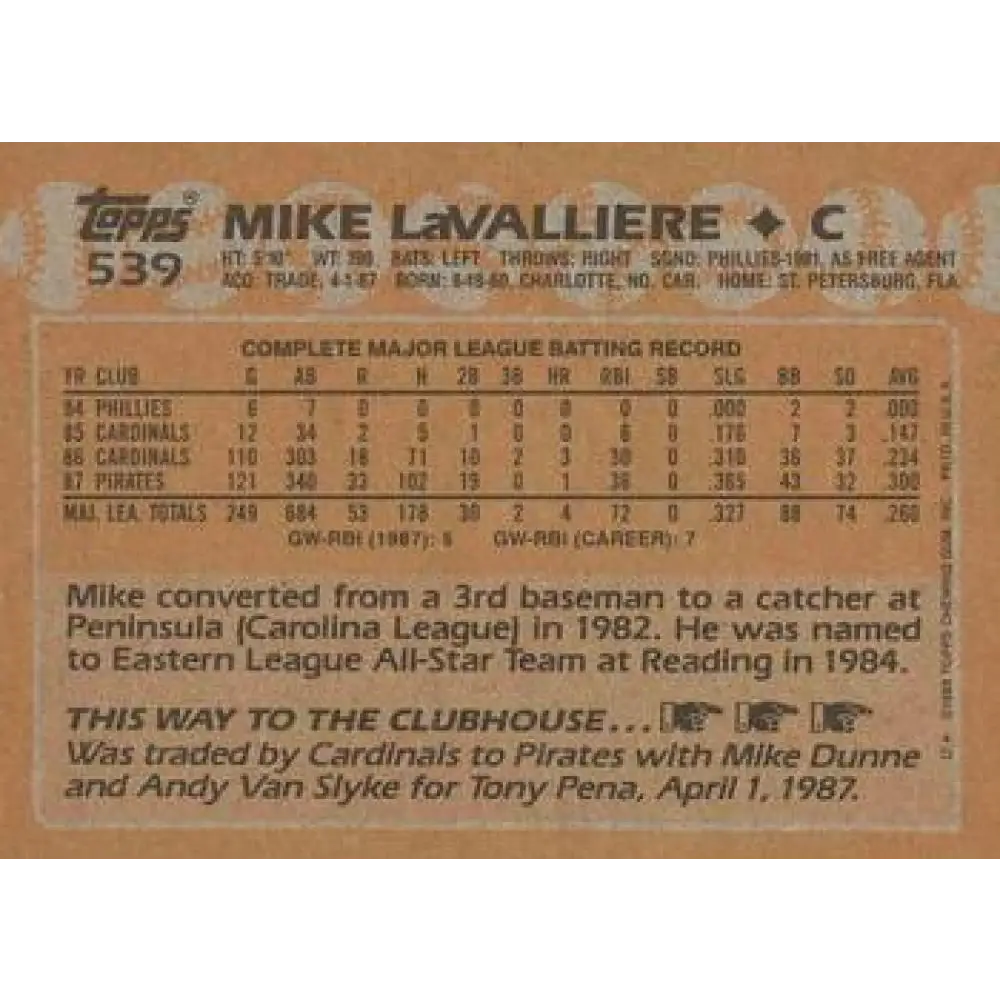 Topps® MIKE LaVALLIERE ♦ C
539
HT: 5'10" WT: 190 BATS: LEFT THROWS: RIGHT SGND: PHILLIES-1981, AS FREE AGENT
ACQ: TRADE, 4-1-87 BORN: 8-18-60, CHARLOTTE, NO. CAR. HOME: ST. PETERSBURG, FLA.
COMPLETE MAJOR LEAGUE BATTING RECORD
YR CLUB G AB R H 2B 3B HR RBI SB SLG BB SO AVG
84 PHILLIES 6 7 0 0 0 0 0 0 0 .000 2 2 .000
85 CARDINALS 12 34 2 5 1 0 0 6 0 .176 7 3 .147
86 CARDINALS 110 303 18 71 10 2 3 30 0 .310 36 37 .234
87 PIRATES 121 340 33 102 19 0 1 36 0 .365 43 32 .300
MAJ. LEA. TOTALS 249 684 53 178 30 2 4 72 0 .327 88 74 .260
GW-RBI (1987): 5 GW-RBI (CAREER): 7
Mike converted from a 3rd baseman to a catcher at
Peninsula (Carolina League) in 1982. He was named
to Eastern League All-Star Team at Reading in 1984.
THIS WAY TO THE CLUBHOUSE...
Was traded by Cardinals to Pirates with Mike Dunne
and Andy Van Slyke for Tony Pena, April 1, 1987.
©1988 TOPPS CHEWING GUM, INC. PRTD. IN U.S.A.